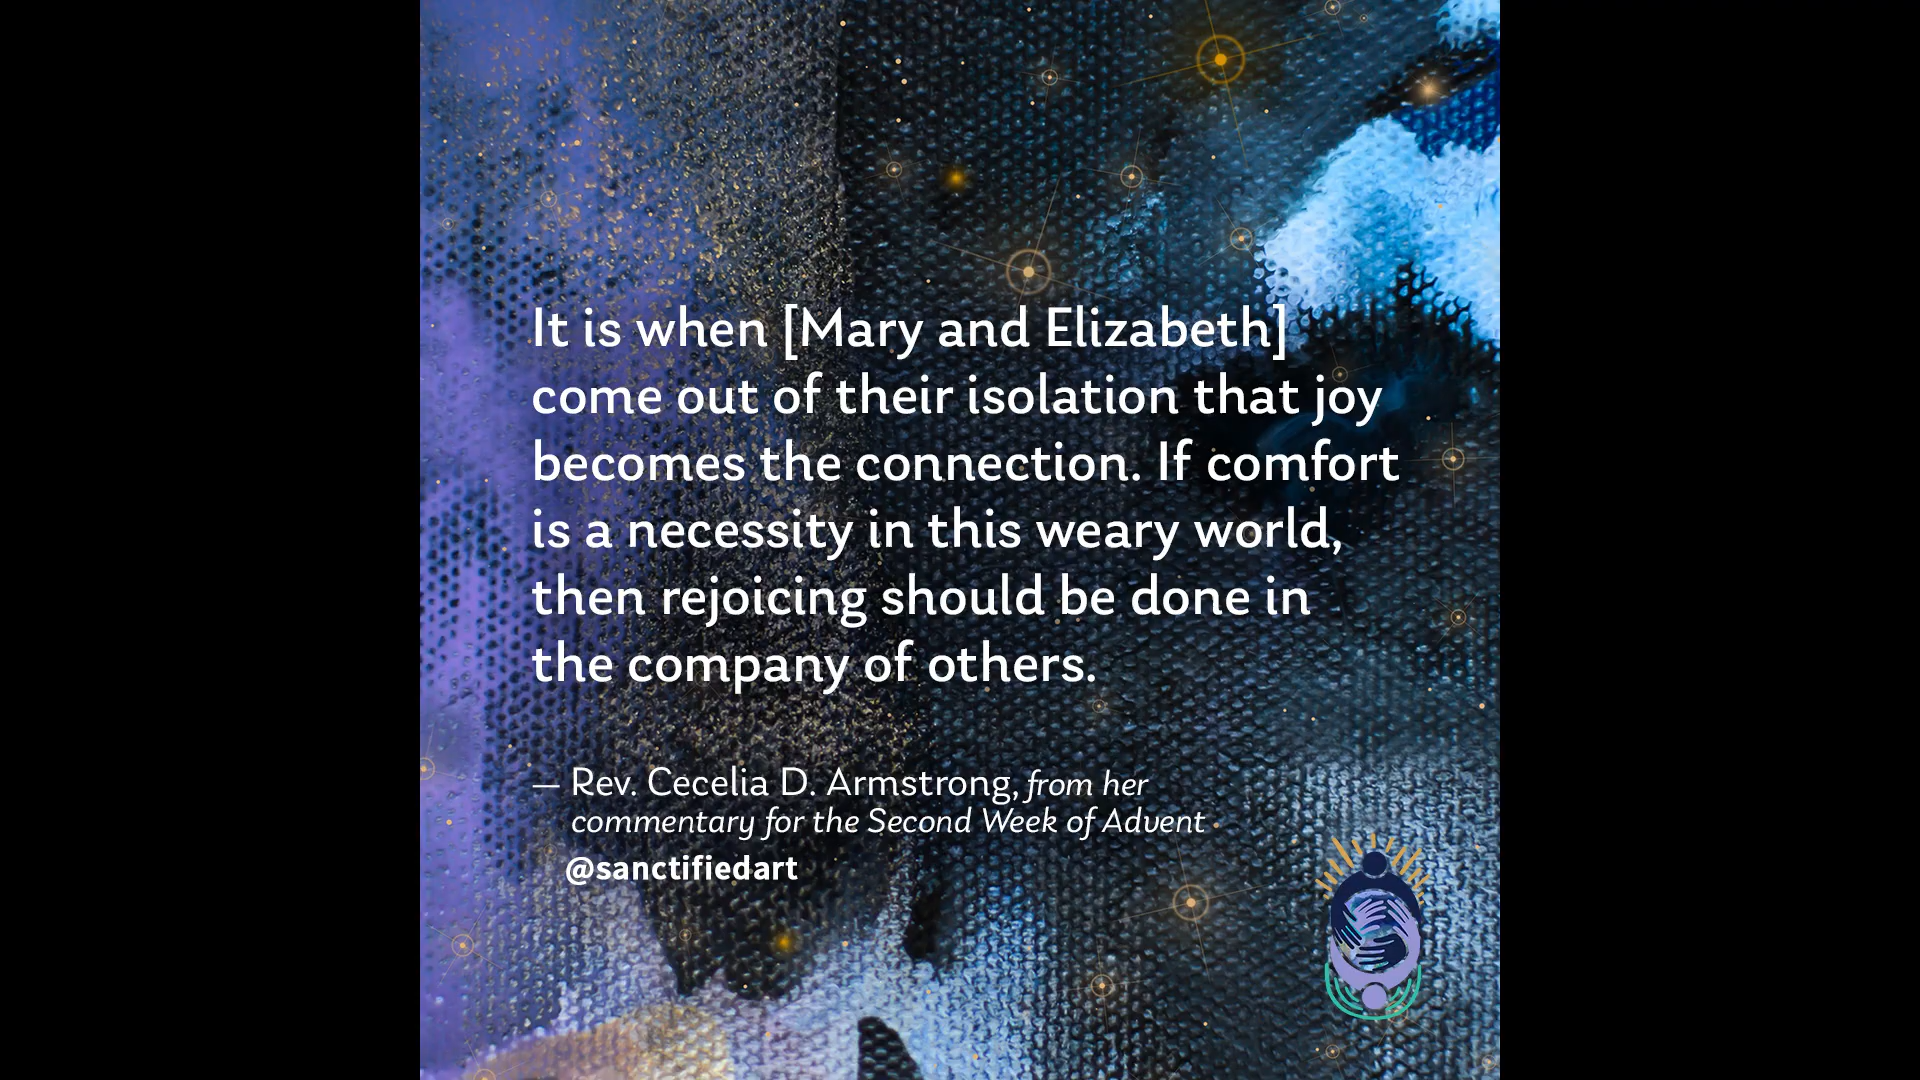 It is when [Mary and Elizabeth]
come out of their isolation that joy
becomes the connection. If comfort
is a necessity in this weary world,
then rejoicing should be done in
the company of others.
— Rev. Cecelia D. Armstrong, from her
commentary for the Second Week of Advent
@sanctifiedart